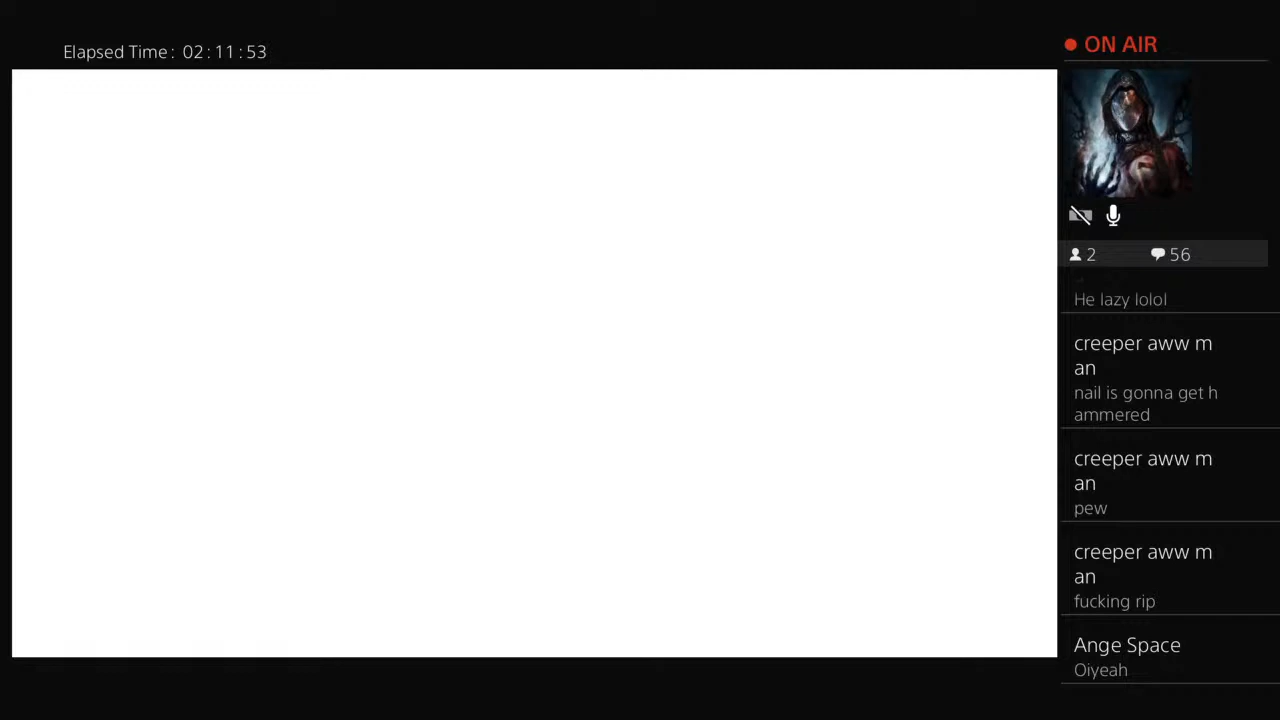 Elapsed Time: 02:11:53
ON AIR
2 56
He lazy lolol
creeper aww m
an
nail is gonna get h
ammered
creeper aww m
an
pew
creeper aww m
an
fucking rip
Ange Space
Oiyeah